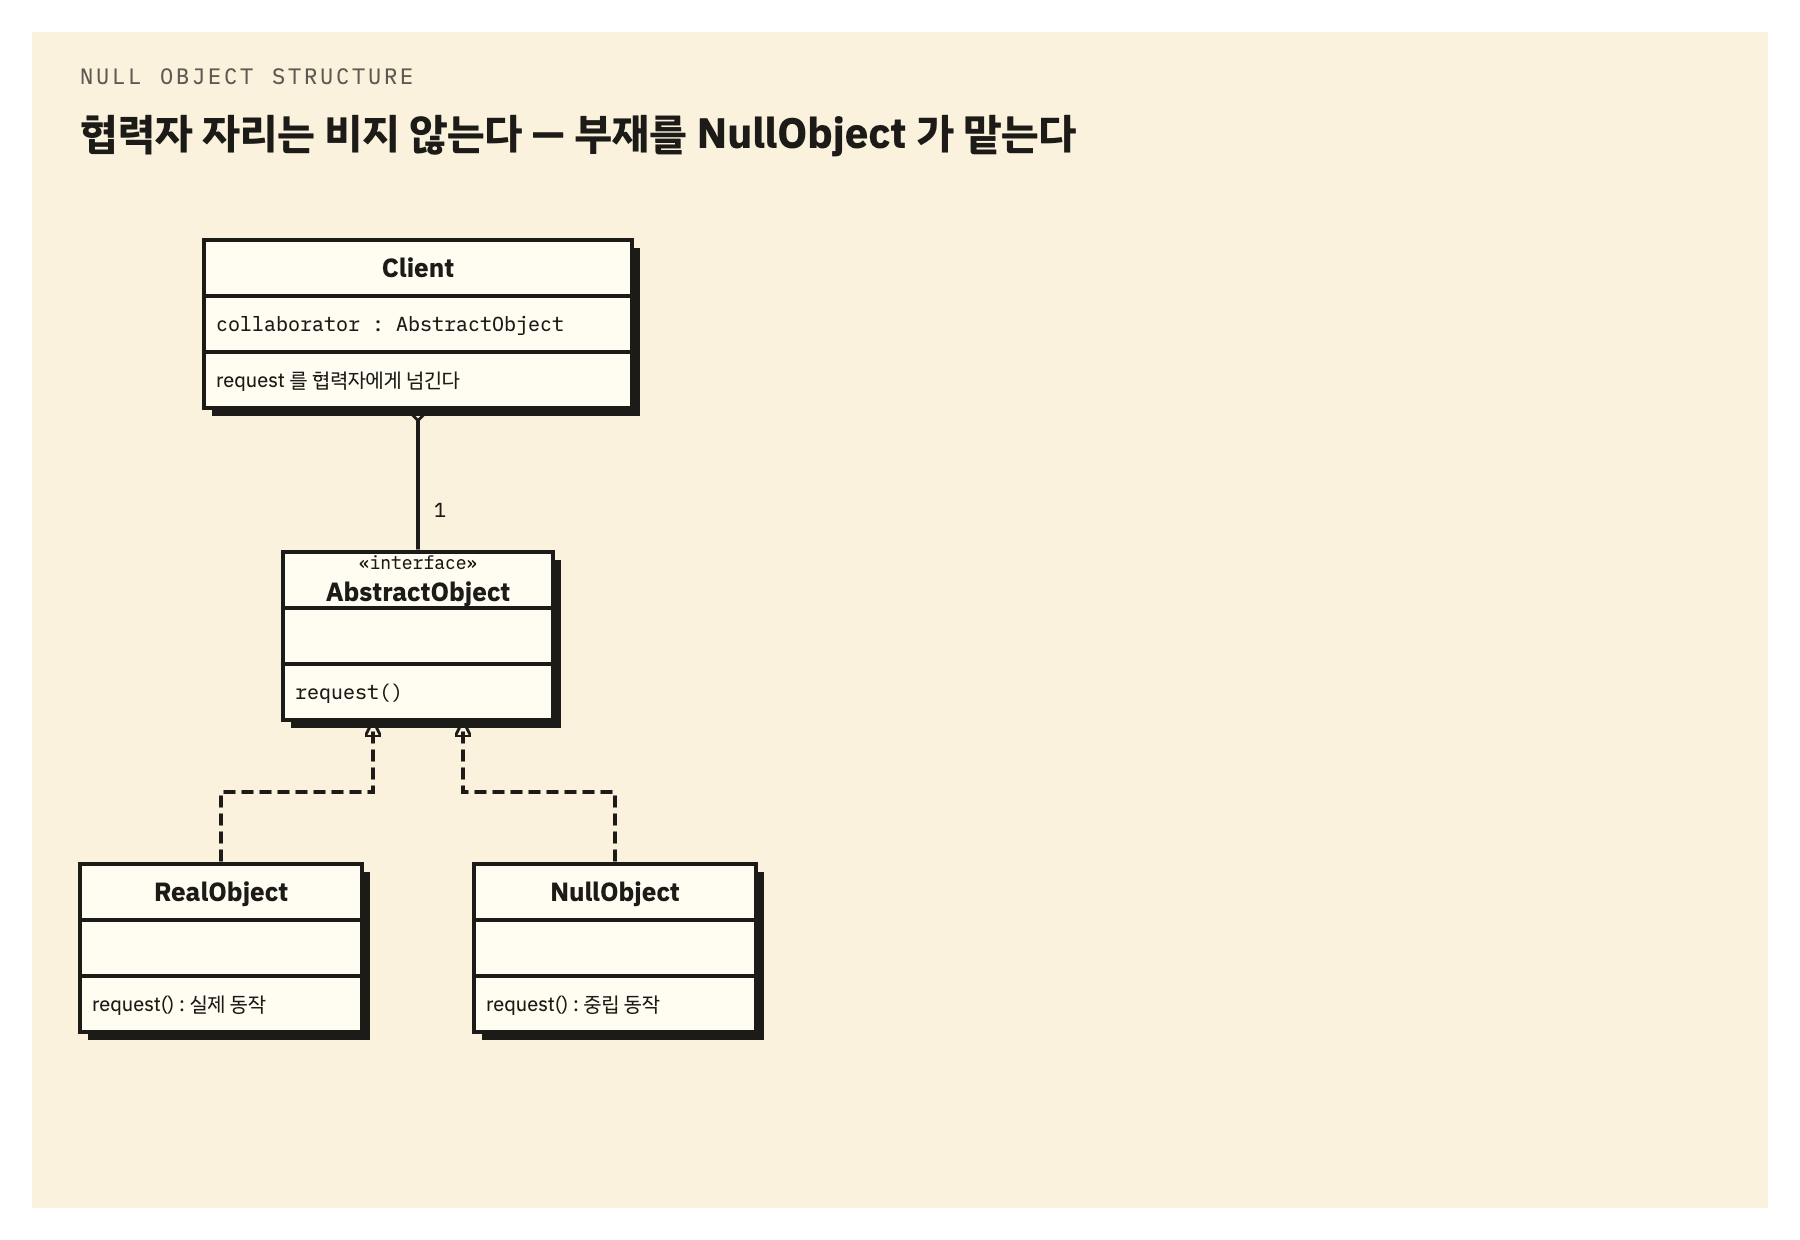 NULL OBJECT STRUCTURE
협력자 자리는 비지 않는다 — 부재를 NullObject 가 맡는다
Client
collaborator : AbstractObject
request 를 협력자에게 넘긴다
1
«interface»
AbstractObject
request()
RealObject
request() : 실제 동작
NullObject
request() : 중립 동작